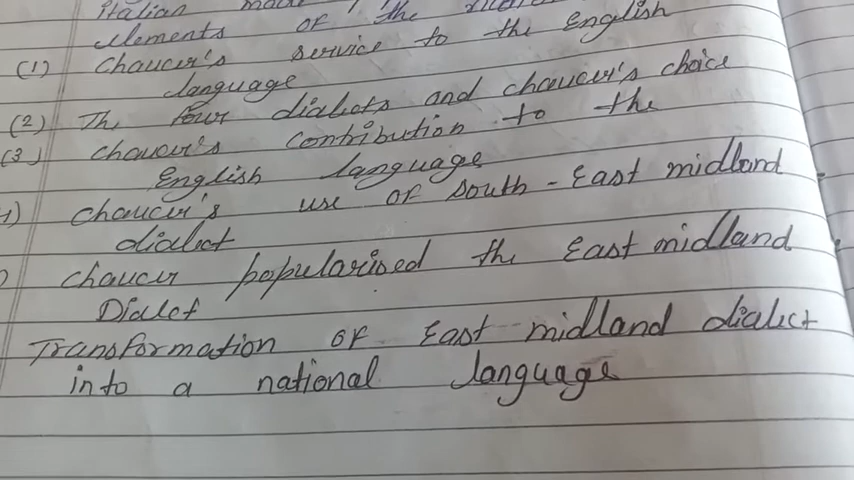 italian
elements of the
(1) Chaucer's service to the English
language
(2) The four dialects and chaucer's choice
(3) Chaucer's contribution to the
English language
) Chaucer's use of south-East midland
dialect
) Chaucer popularised the East midland
Dialet
Transformation of East midland dialect
into a national language